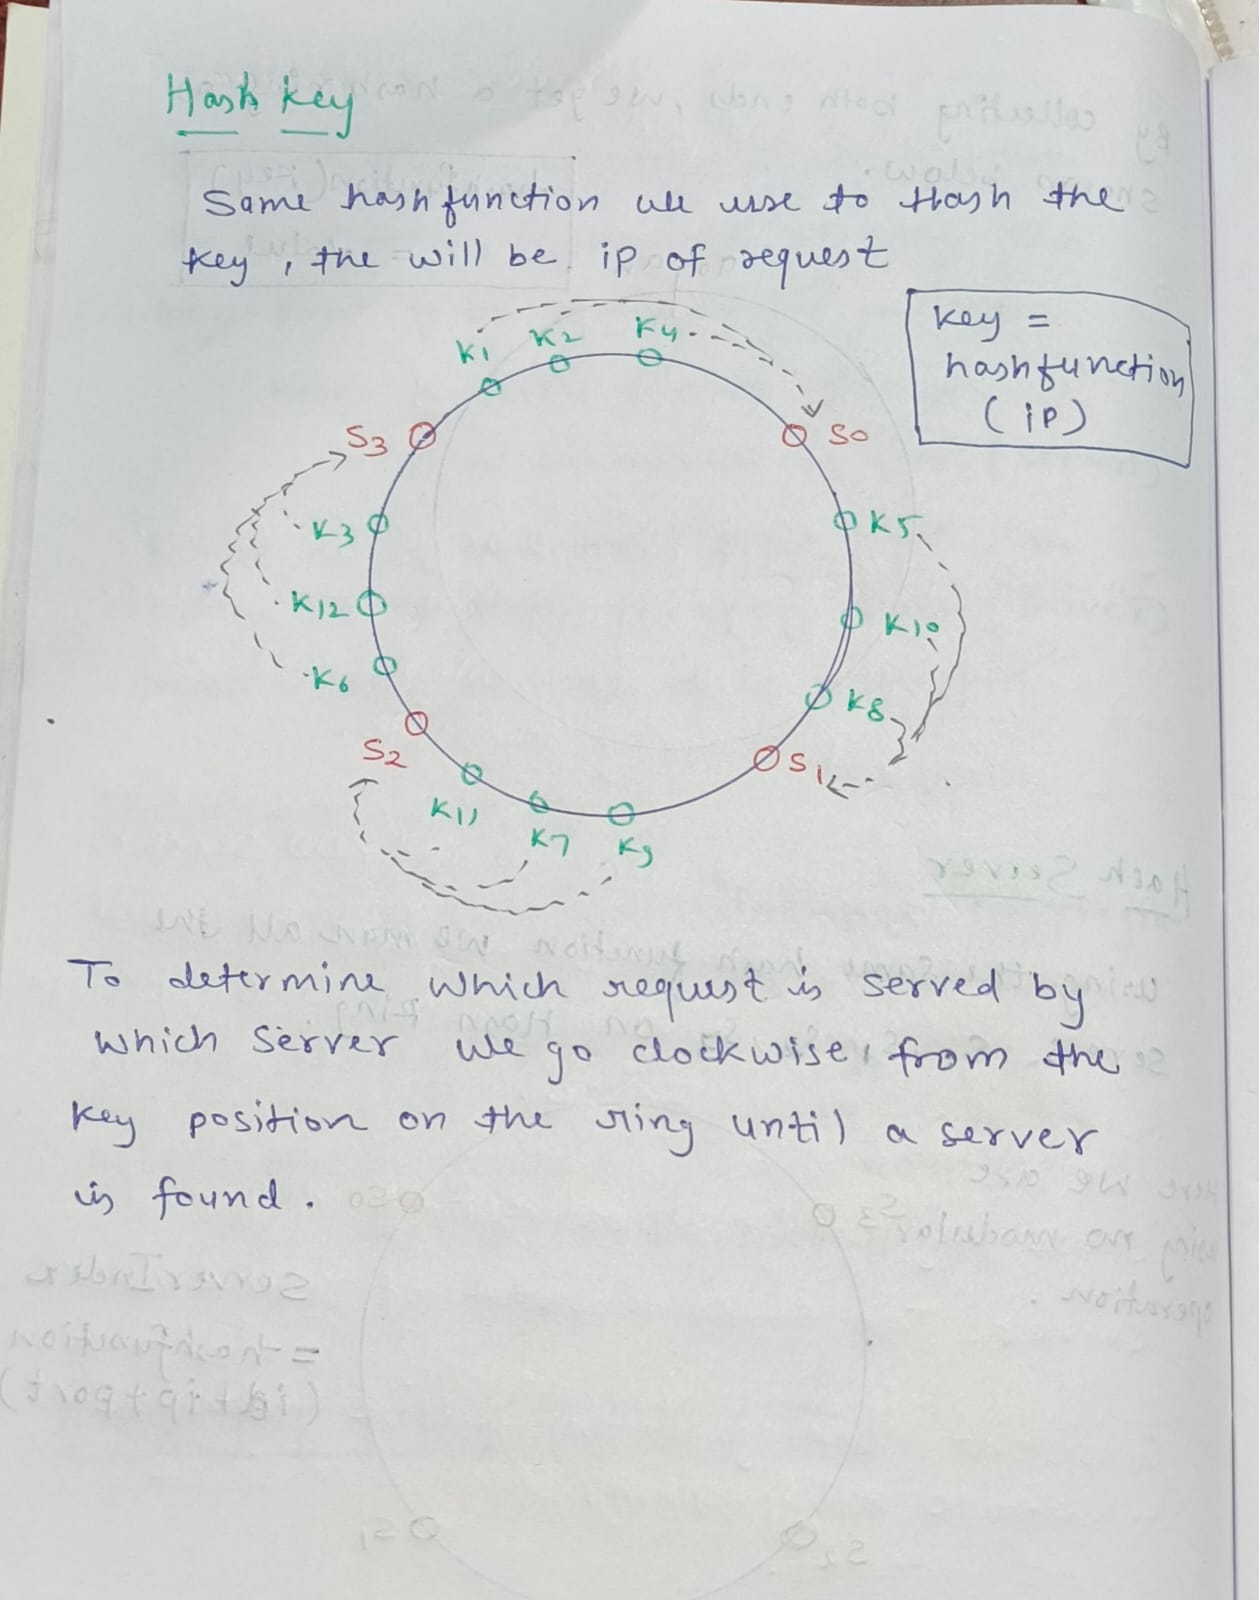 Hash Key
Same hashfunction we use to Hash the
key, the will be ip of request
key =
hashfunction
(ip)
K1 K2 K4
S3 S0
K3 K5
K12 K10
K6 K8
S2 S1
K11 K7 K9
To determine which request is served by
which server we go clockwise, from the
key position on the ring until a server
is found.